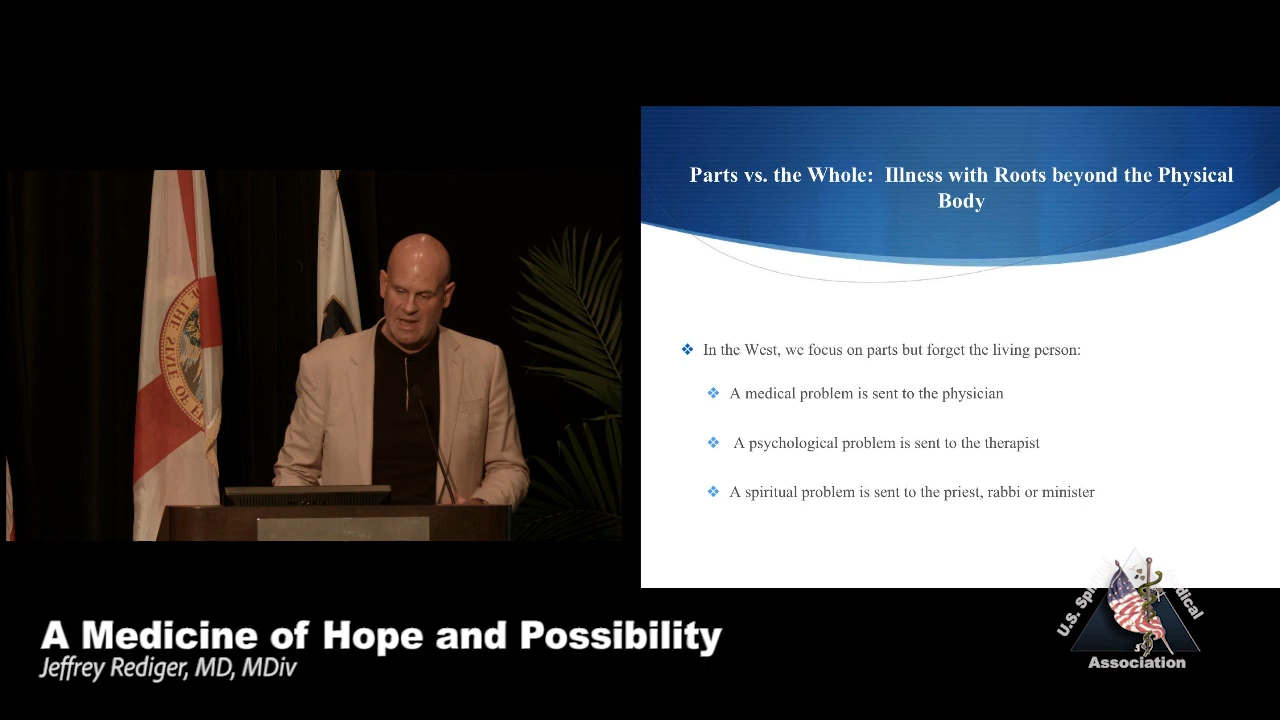 Parts vs. the Whole: Illness with Roots beyond the Physical
Body
In the West, we focus on parts but forget the living person:
A medical problem is sent to the physician
A psychological problem is sent to the therapist
A spiritual problem is sent to the priest, rabbi or minister
THE STATE OF
A Medicine of Hope and Possibility
Jeffrey Rediger, MD, MDiv
U.S.
Association